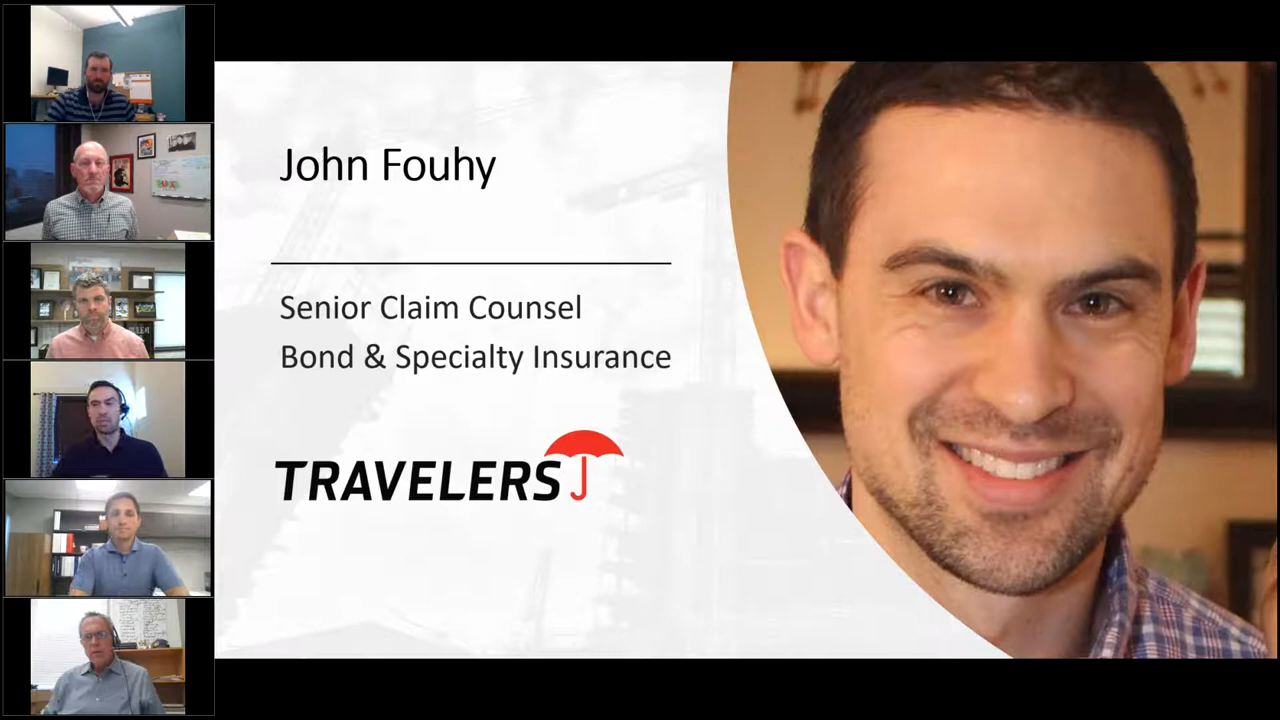 John Fouhy
Senior Claim Counsel
Bond & Specialty Insurance
TRAVELERS